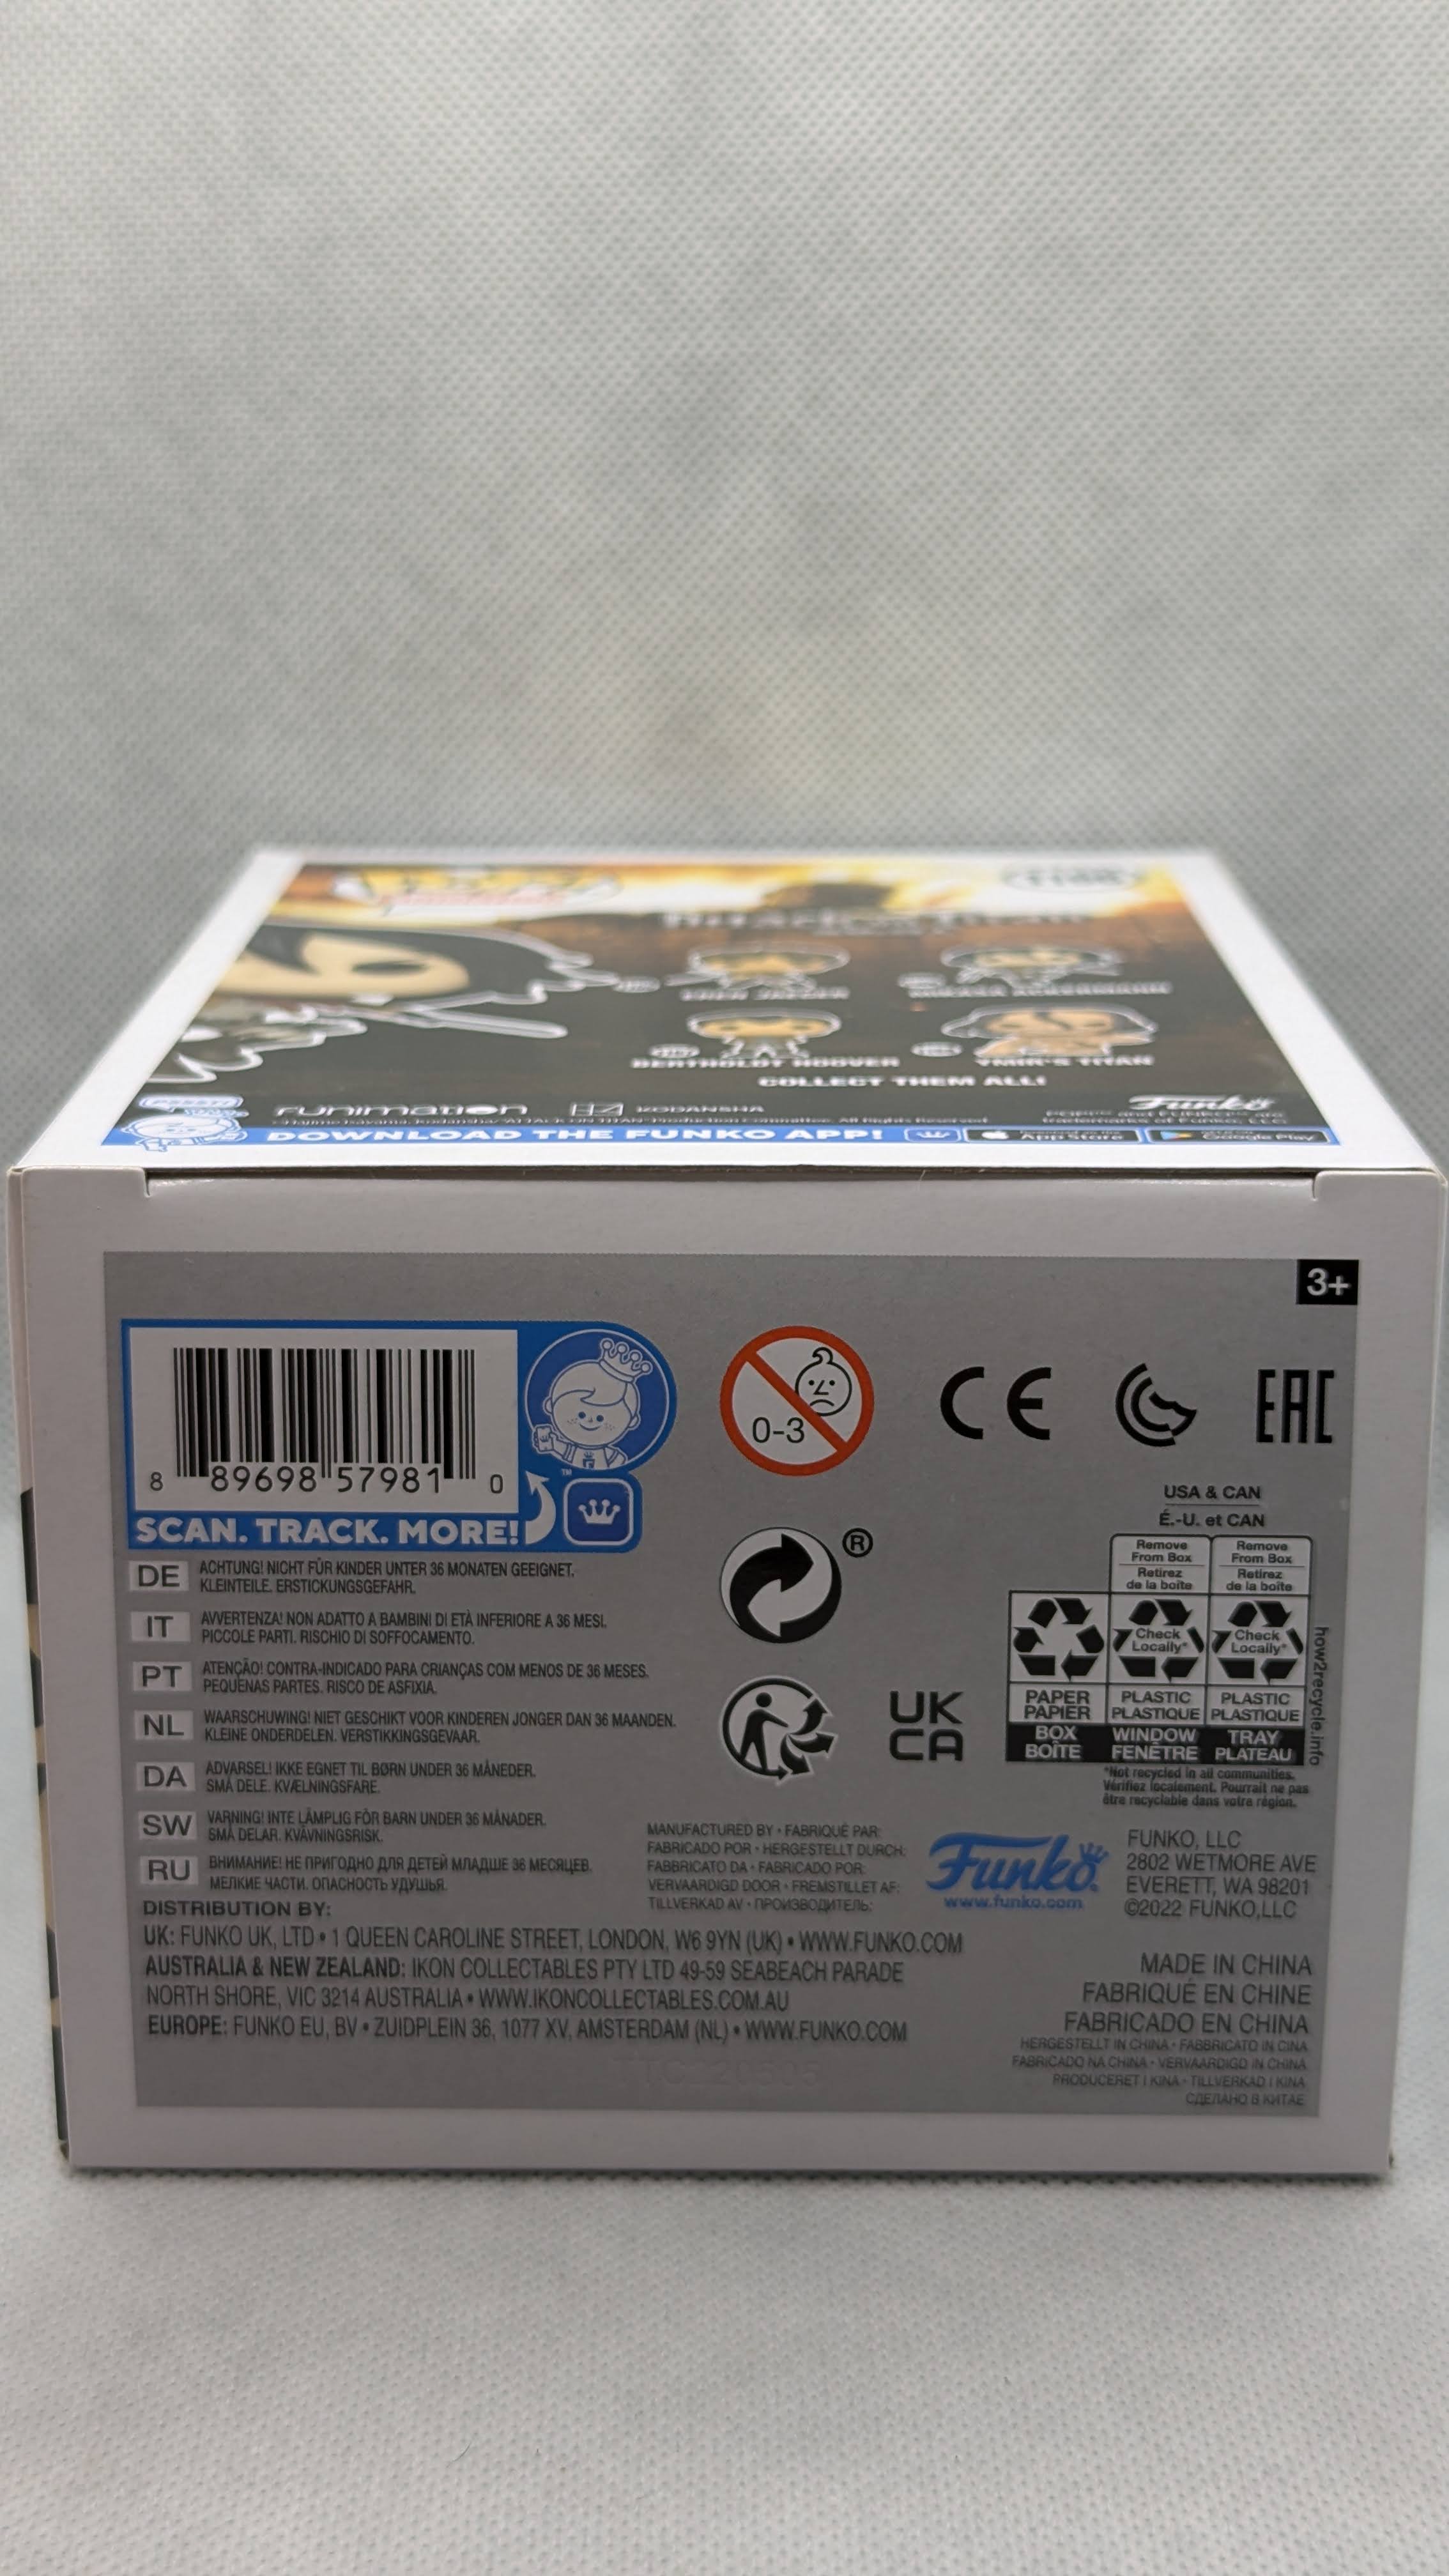 EREN JAEGER
MIKASA ACKERMANN
BERTHOLDT HOOVER
YMIR'S TITAN
COLLECT THEM ALL!
FUNIMATION
KODANSHA
Funko
DOWNLOAD THE FUNKO APP!
App Store
Google Play
3+
8 89698 57981 0
SCAN. TRACK. MORE!
™
0-3
CE
EAC
®
UK
CA
USA & CAN
É.-U. et CAN
Remove
From Box
Retirez
de la boîte
Remove
From Box
Retirez
de la boîte
Check
Locally*
Check
Locally*
PAPER
PAPIER
PLASTIC
PLASTIQUE
PLASTIC
PLASTIQUE
BOX
BOÎTE
WINDOW
FENÊTRE
TRAY
PLATEAU
how2recycle.info
*Not recycled in all communities.
Vérifiez localement. Pourrait ne pas
être recyclable dans votre région.
DE ACHTUNG! NICHT FÜR KINDER UNTER 36 MONATEN GEEIGNET.
KLEINTEILE. ERSTICKUNGSGEFAHR.
IT AVVERTENZA! NON ADATTO A BAMBINI DI ETÀ INFERIORE A 36 MESI.
PICCOLE PARTI. RISCHIO DI SOFFOCAMENTO.
PT ATENÇÃO! CONTRA-INDICADO PARA CRIANÇAS COM MENOS DE 36 MESES.
PEQUENAS PARTES. RISCO DE ASFIXIA.
NL WAARSCHUWING! NIET GESCHIKT VOOR KINDEREN JONGER DAN 36 MAANDEN.
KLEINE ONDERDELEN. VERSTIKKINGSGEVAAR.
DA ADVARSEL! IKKE EGNET TIL BØRN UNDER 36 MÅNEDER.
SMÅ DELE. KVÆLNINGSFARE.
SW VARNING! INTE LÄMPLIG FÖR BARN UNDER 36 MÅNADER.
SMÅ DELAR. KVÄVNINGSRISK.
RU ВНИМАНИЕ! НЕ ПРИГОДНО ДЛЯ ДЕТЕЙ МЛАДШЕ 36 МЕСЯЦЕВ.
МЕЛКИЕ ЧАСТИ. ОПАСНОСТЬ УДУШЬЯ.
MANUFACTURED BY • FABRIQUÉ PAR:
FABRICADO POR • HERGESTELLT DURCH:
FABBRICATO DA • FABRICADO POR:
VERVAARDIGD DOOR • FREMSTILLET AF:
TILLVERKAD AV • ПРОИЗВОДИТЕЛЬ:
Funko
www.funko.com
FUNKO, LLC
2802 WETMORE AVE
EVERETT, WA 98201
©2022 FUNKO,LLC
DISTRIBUTION BY:
UK: FUNKO UK, LTD • 1 QUEEN CAROLINE STREET, LONDON, W6 9YN (UK) • WWW.FUNKO.COM
AUSTRALIA & NEW ZEALAND: IKON COLLECTABLES PTY LTD 49-59 SEABEACH PARADE
NORTH SHORE, VIC 3214 AUSTRALIA • WWW.IKONCOLLECTABLES.COM.AU
EUROPE: FUNKO EU, BV • ZUIDPLEIN 36, 1077 XV, AMSTERDAM (NL) • WWW.FUNKO.COM
MADE IN CHINA
FABRIQUÉ EN CHINE
FABRICADO EN CHINA
HERGESTELLT IN CHINA • FABBRICATO IN CINA
FABRICADO NA CHINA • VERVAARDIGD IN CHINA
PRODUCERET I KINA • TILLVERKAD I KINA
СДЕЛАНО В КИТАЕ